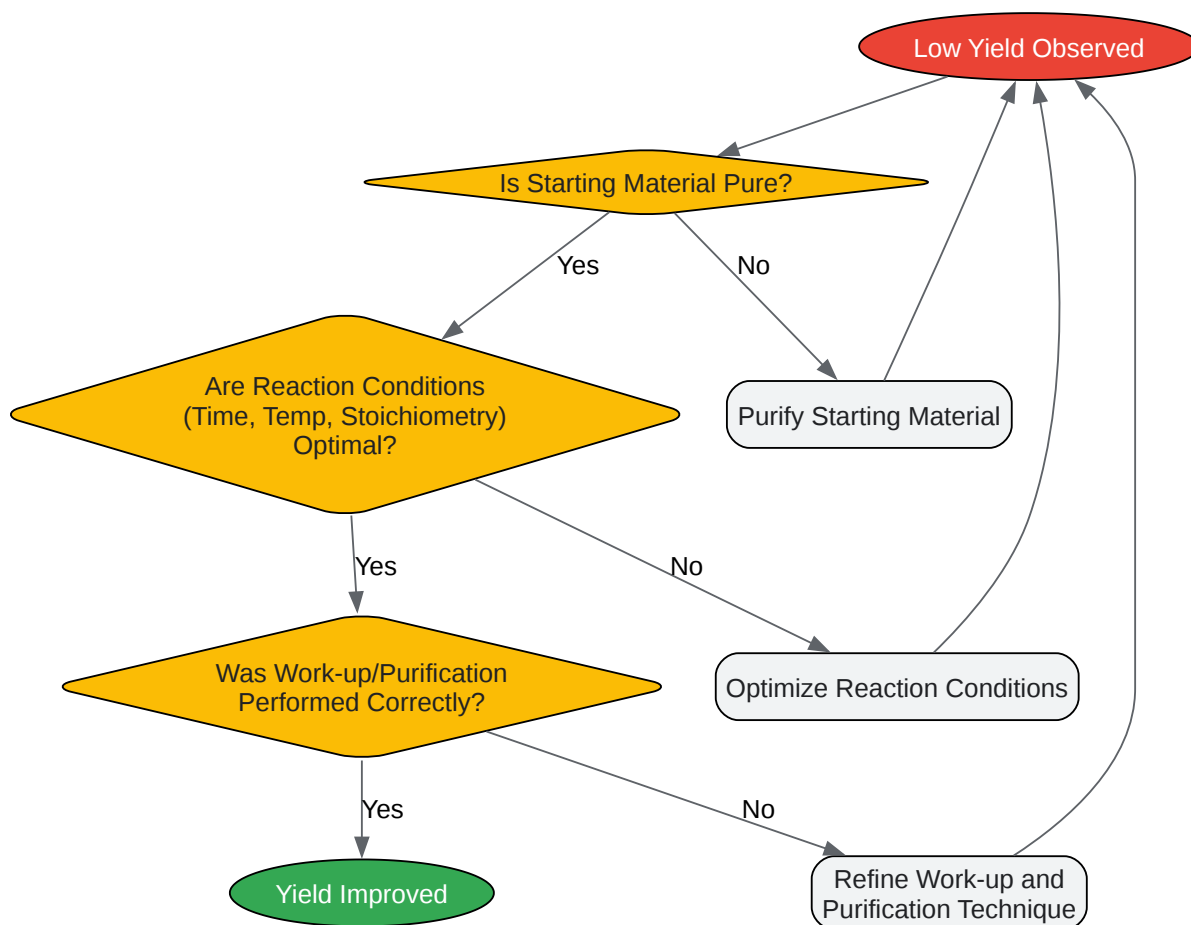 Low Yield Observed
Is Starting Material Pure?
Yes
No
Are Reaction Conditions
(Time, Temp, Stoichiometry)
Optimal?
Purify Starting Material
Yes
No
Was Work-up/Purification
Performed Correctly?
Optimize Reaction Conditions
Yes
No
Yield Improved
Refine Work-up and
Purification Technique